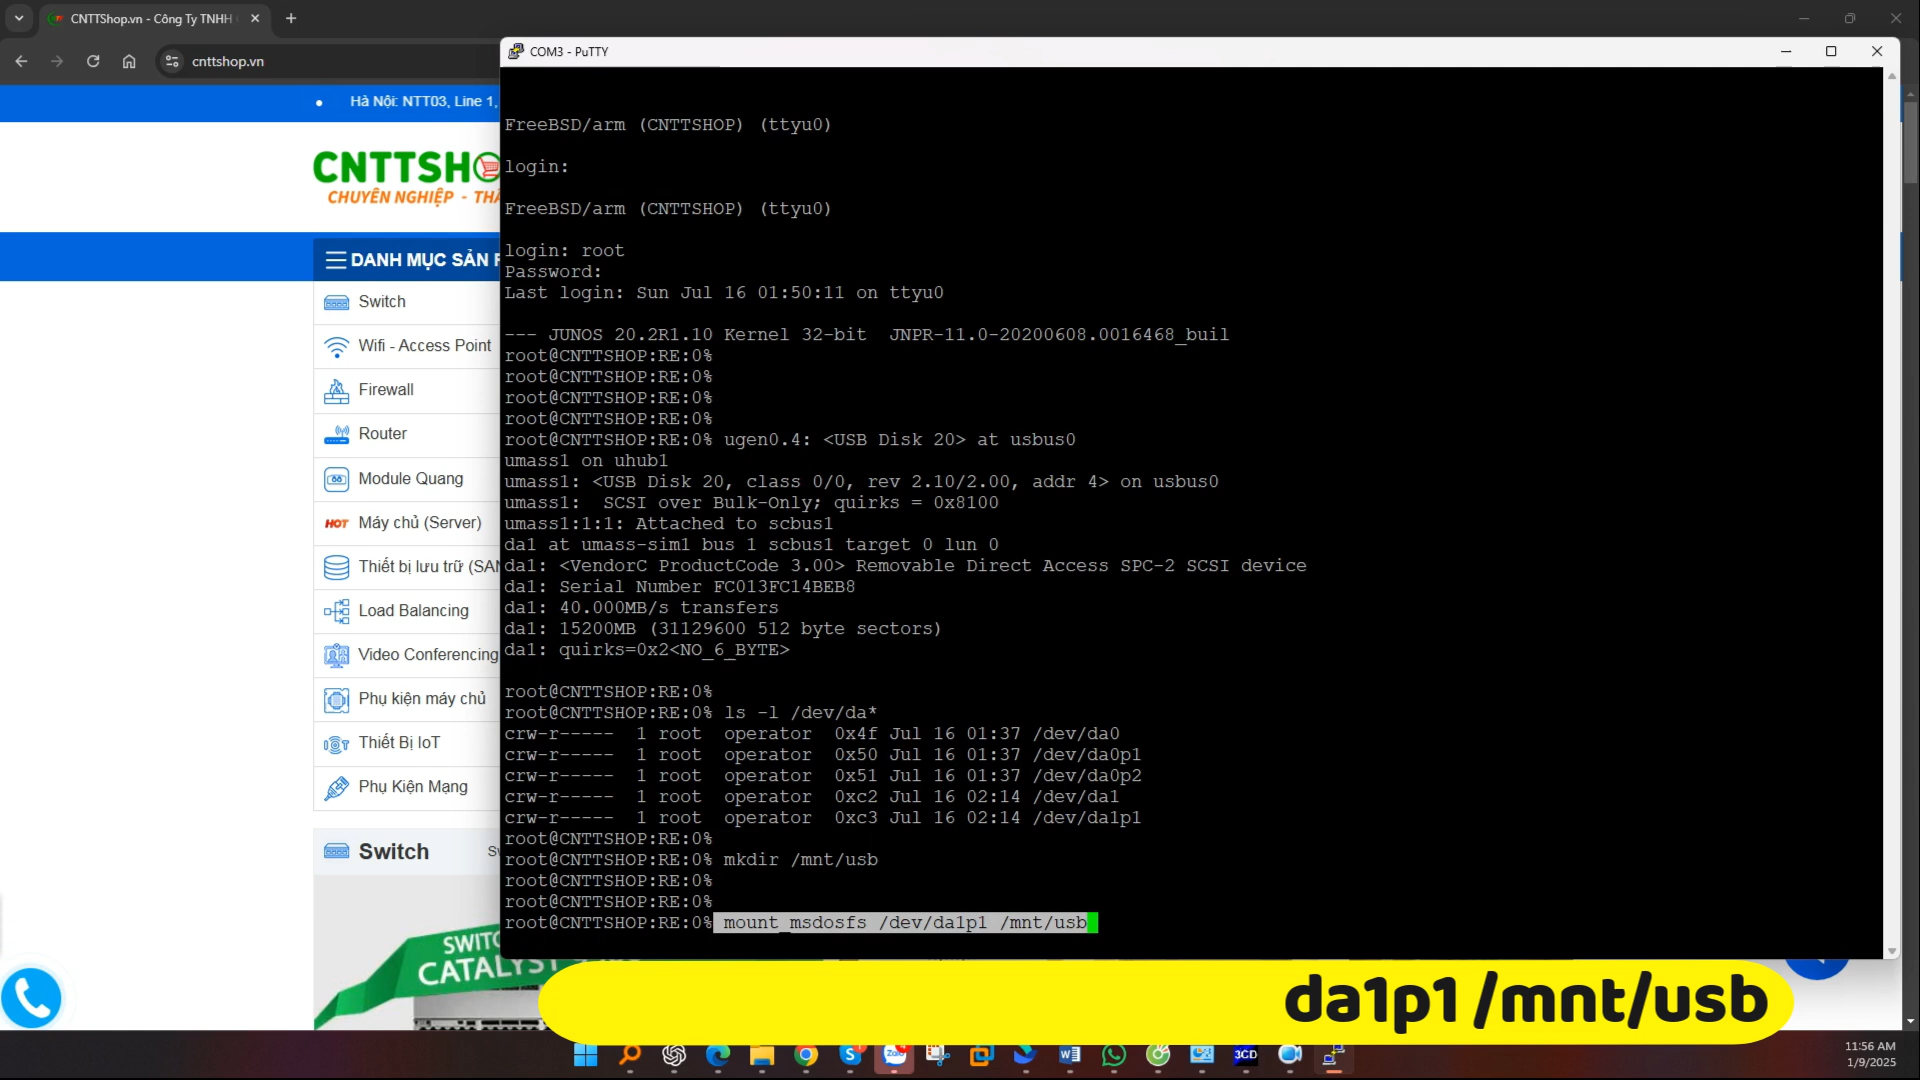 CNTTShop.vn - Công Ty TNHH
cnttshop.vn
Hà Nội: NTT03, Line 1,
CNTTSHO
CHUYÊN NGHIỆP - THÂ
DANH MỤC SẢN P
Switch
Wifi - Access Point
Firewall
Router
Module Quang
HOT Máy chủ (Server)
Thiết bị lưu trữ (SAN
Load Balancing
Video Conferencing
Phụ kiện máy chủ
Thiết Bị IoT
Phụ Kiện Mạng
Switch
SWITC
CATALYST
COM3 - PuTTY
FreeBSD/arm (CNTTSHOP) (ttyu0)
login:
FreeBSD/arm (CNTTSHOP) (ttyu0)
login: root
Password:
Last login: Sun Jul 16 01:50:11 on ttyu0
--- JUNOS 20.2R1.10 Kernel 32-bit  JNPR-11.0-20200608.0016468_buil
root@CNTTSHOP:RE:0%
root@CNTTSHOP:RE:0%
root@CNTTSHOP:RE:0%
root@CNTTSHOP:RE:0%
root@CNTTSHOP:RE:0% ugen0.4: <USB Disk 20> at usbus0
umass1 on uhub1
umass1: <USB Disk 20, class 0/0, rev 2.10/2.00, addr 4> on usbus0
umass1:  SCSI over Bulk-Only; quirks = 0x8100
umass1:1:1: Attached to scbus1
da1 at umass-sim1 bus 1 scbus1 target 0 lun 0
da1: <VendorC ProductCode 3.00> Removable Direct Access SPC-2 SCSI device
da1: Serial Number FC013FC14BEB8
da1: 40.000MB/s transfers
da1: 15200MB (31129600 512 byte sectors)
da1: quirks=0x2<NO_6_BYTE>
root@CNTTSHOP:RE:0%
root@CNTTSHOP:RE:0% ls -l /dev/da*
crw-r-----  1 root  operator  0x4f Jul 16 01:37 /dev/da0
crw-r-----  1 root  operator  0x50 Jul 16 01:37 /dev/da0p1
crw-r-----  1 root  operator  0x51 Jul 16 01:37 /dev/da0p2
crw-r-----  1 root  operator  0xc2 Jul 16 02:14 /dev/da1
crw-r-----  1 root  operator  0xc3 Jul 16 02:14 /dev/da1p1
root@CNTTSHOP:RE:0%
root@CNTTSHOP:RE:0% mkdir /mnt/usb
root@CNTTSHOP:RE:0%
root@CNTTSHOP:RE:0%
root@CNTTSHOP:RE:0% mount_msdosfs /dev/da1p1 /mnt/usb
da1p1 /mnt/usb
Zalo
3CD
11:56 AM
1/9/2025